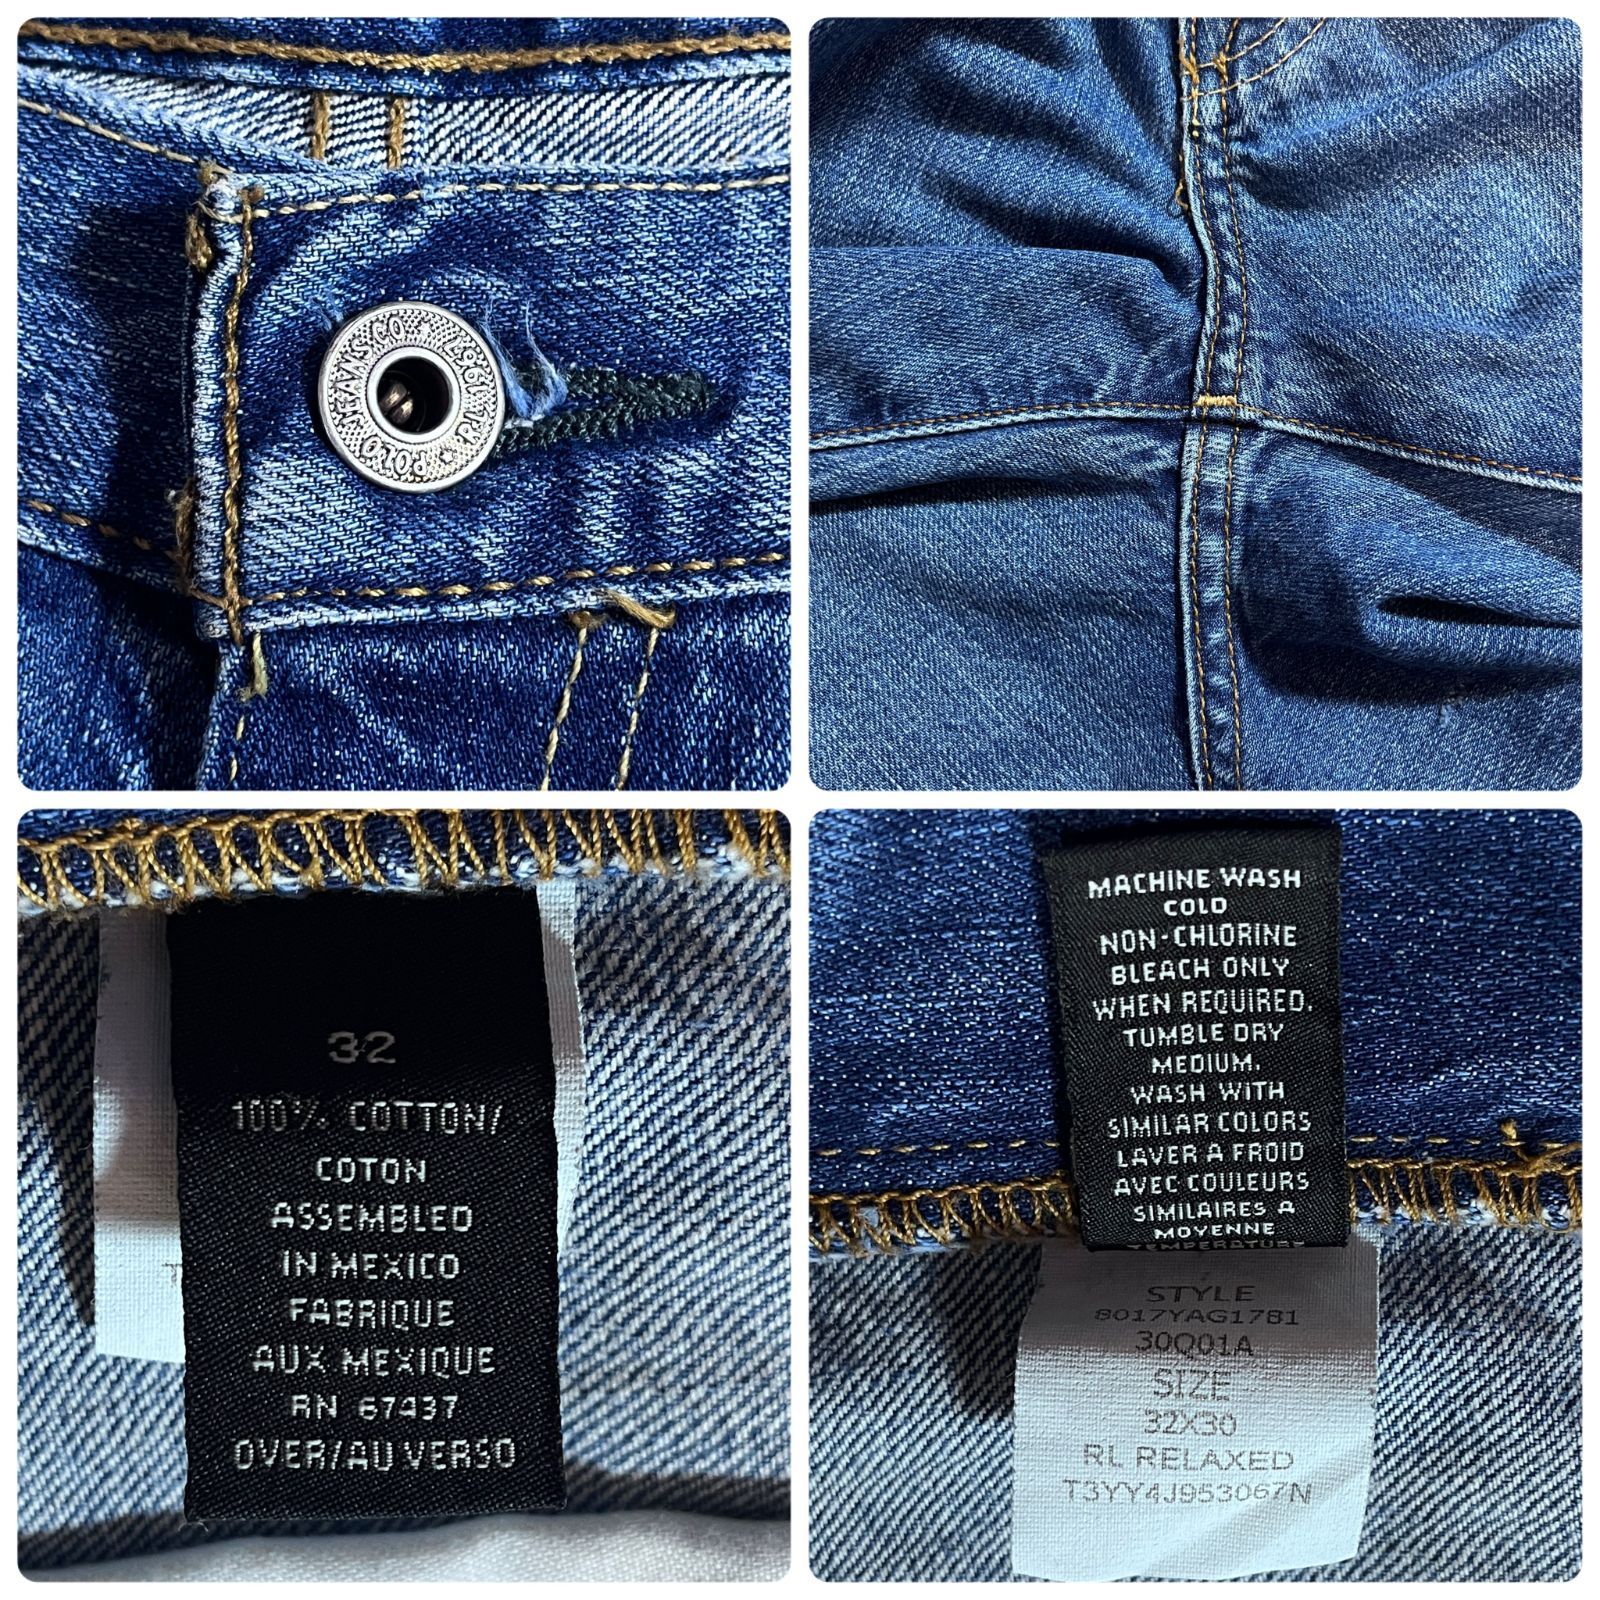 POLO JEANS CO. ★ 1967 RL ★
32
100% COTTON/
COTON
ASSEMBLED
IN MEXICO
FABRIQUE
AUX MEXIQUE
RN 67437
OVER/AU VERSO
MACHINE WASH
COLD
NON-CHLORINE
BLEACH ONLY
WHEN REQUIRED.
TUMBLE DRY
MEDIUM.
WASH WITH
SIMILAR COLORS
LAVER A FROID
AVEC COULEURS
SIMILAIRES A
MOYENNE
TEMPERATURE
STYLE
8017YAG1781
30Q01A
SIZE
32X30
RL RELAXED
T3YY4J953067N